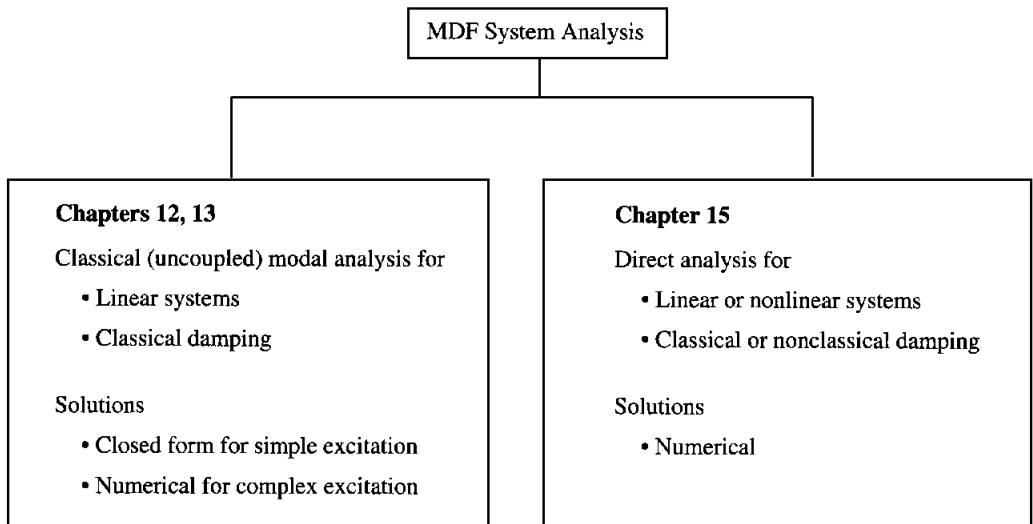 MDF System Analysis
Chapters 12, 13
Classical (uncoupled) modal analysis for
• Linear systems
• Classical damping
Solutions
• Closed form for simple excitation
• Numerical for complex excitation
Chapter 15
Direct analysis for
• Linear or nonlinear systems
• Classical or nonclassical damping
Solutions
• Numerical